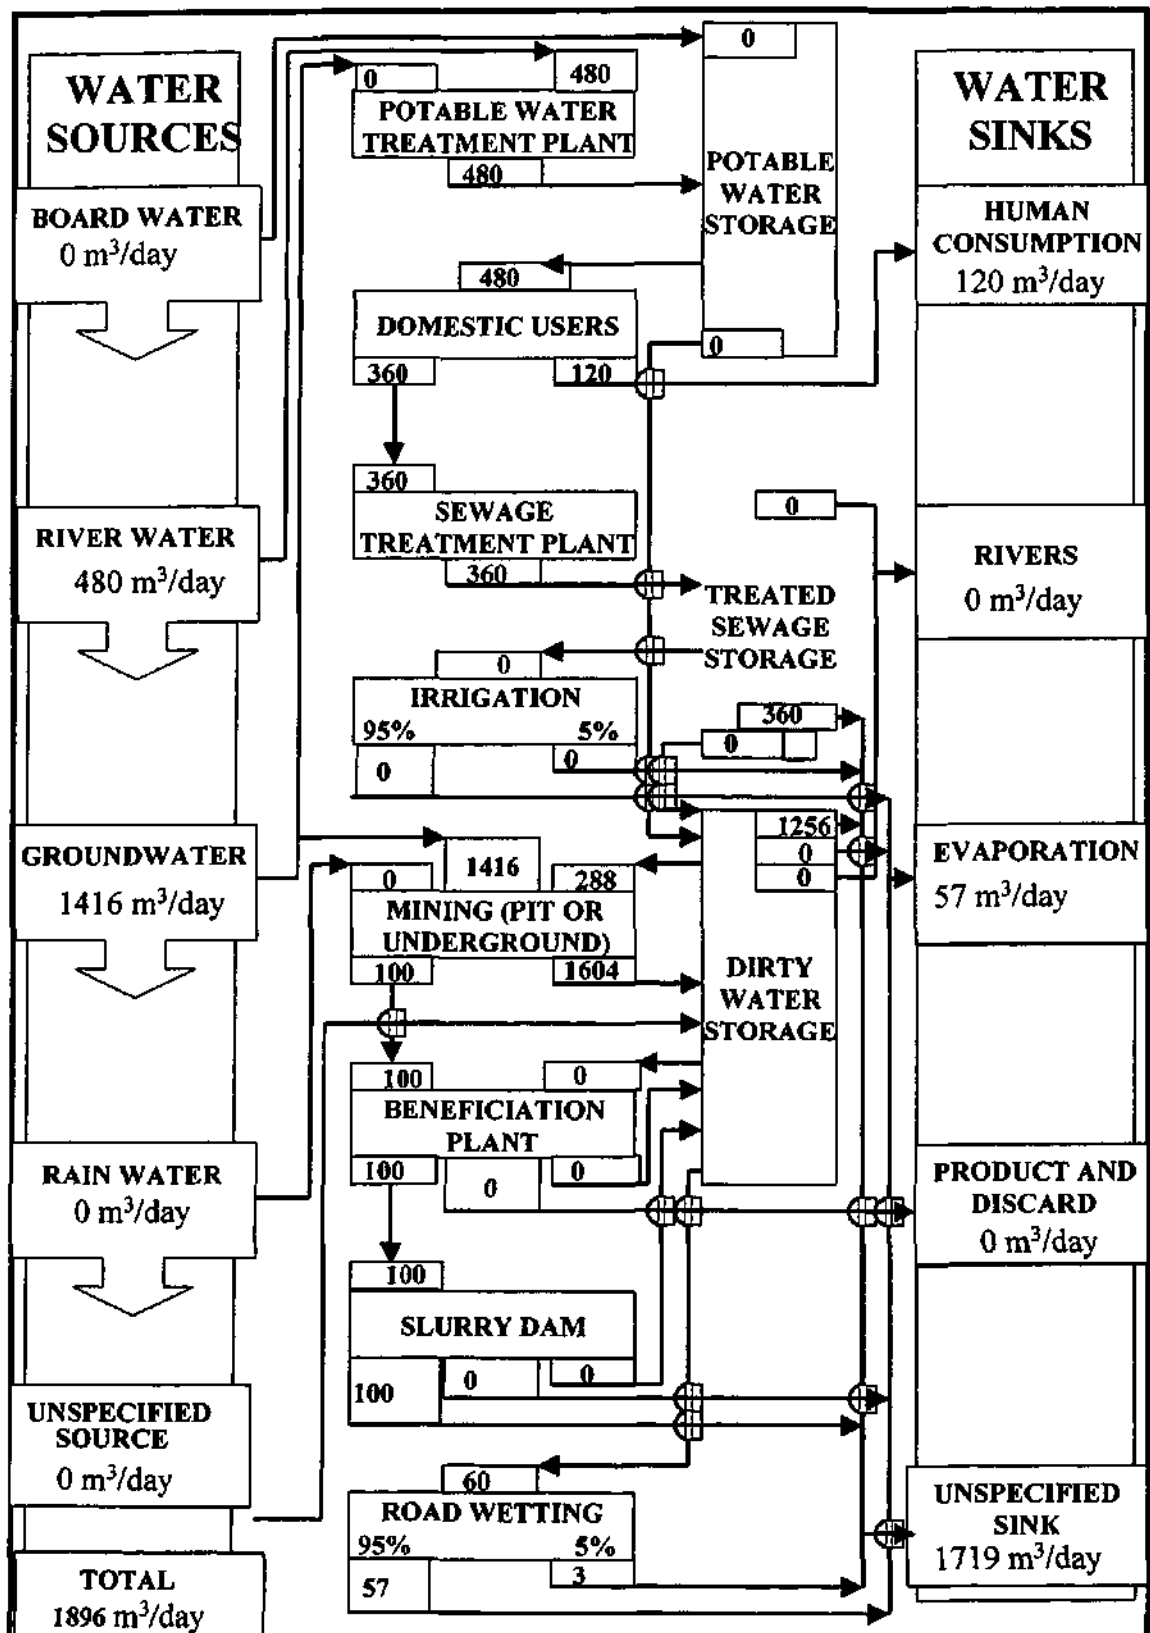 WATER
SOURCES
BOARD WATER
0 m³/day
RIVER WATER
480 m³/day
GROUNDWATER
1416 m³/day
RAIN WATER
0 m³/day
UNSPECIFIED
SOURCE
0 m³/day
TOTAL
1896 m³/day
0
480
POTABLE WATER
TREATMENT PLANT
480
480
DOMESTIC USERS
360
120
360
SEWAGE
TREATMENT PLANT
360
0
IRRIGATION
95%
5%
0
0
0
1416
288
MINING (PIT OR
UNDERGROUND)
100
1604
100
0
BENEFICIATION
PLANT
100
0
0
100
SLURRY DAM
100
0
0
60
ROAD WETTING
95%
5%
57
3
0
POTABLE
WATER
STORAGE
0
0
TREATED
SEWAGE
STORAGE
360
0
1256
0
0
DIRTY
WATER
STORAGE
WATER
SINKS
HUMAN
CONSUMPTION
120 m³/day
RIVERS
0 m³/day
EVAPORATION
57 m³/day
PRODUCT AND
DISCARD
0 m³/day
UNSPECIFIED
SINK
1719 m³/day